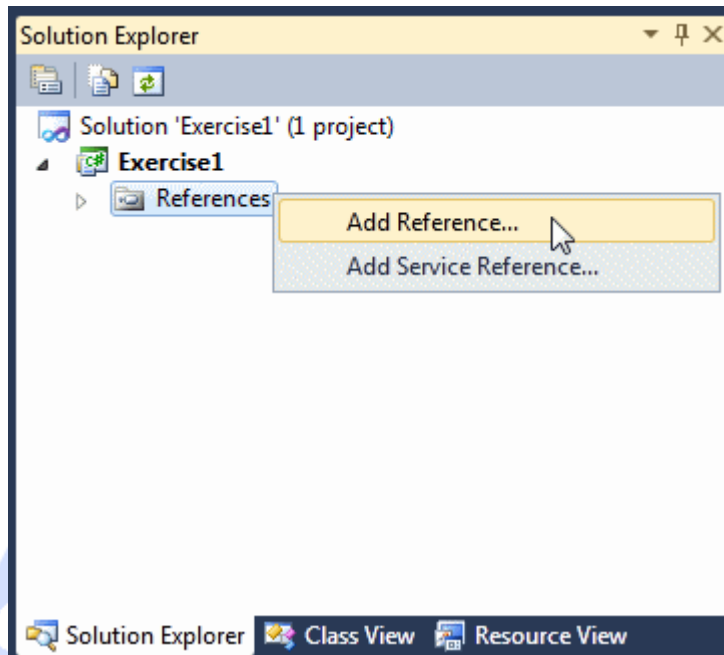 Solution Explorer
Solution 'Exercise1' (1 project)
Exercise1
References
Add Reference...
Add Service Reference...
Solution Explorer Class View Resource View